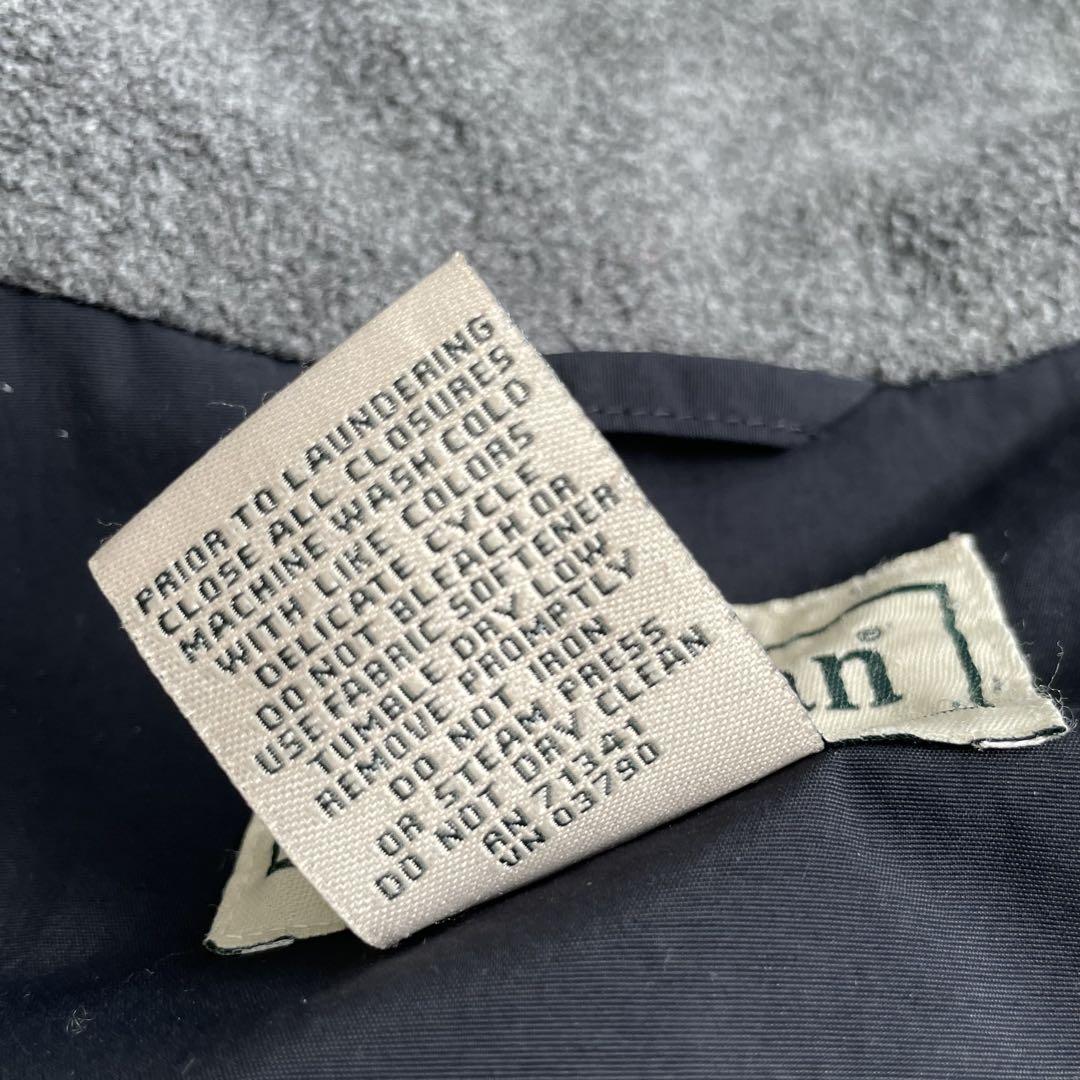 PRIOR TO LAUNDERING
CLOSE ALL CLOSURES
MACHINE WASH COLD
WITH LIKE COLORS
DELICATE CYCLE
DO NOT BLEACH OR
USE FABRIC SOFTENER
TUMBLE DRY LOW
REMOVE PROMPTLY
DO NOT IRON
OR STEAM PRESS
DO NOT DRY CLEAN
AN 71341
VN 03790
an®